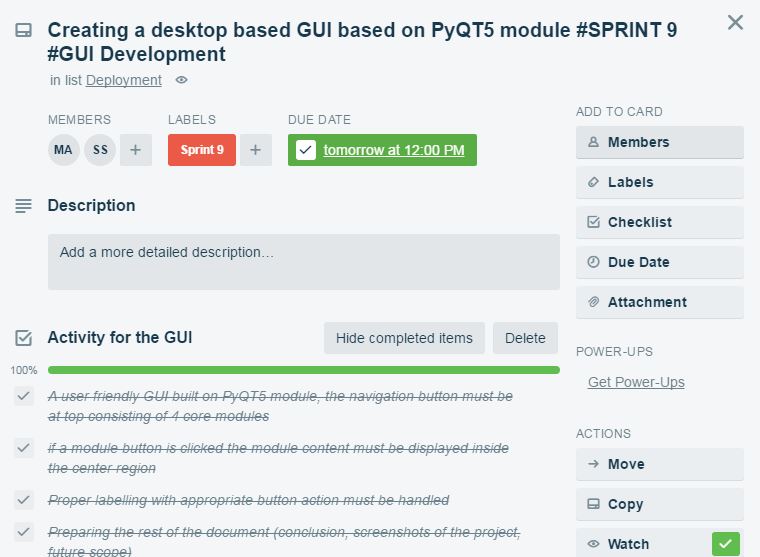 Creating a desktop based GUI based on PyQT5 module #SPRINT 9
#GUI Development
in list Deployment
MEMBERS
LABELS
DUE DATE
MA SS +
Sprint 9 +
tomorrow at 12:00 PM
Description
Add a more detailed description...
Activity for the GUI
Hide completed items
Delete
100%
A user friendly GUI built on PyQT5 module, the navigation button must be
at top consisting of 4 core modules
if a module button is clicked the module content must be displayed inside
the center region
Proper labelling with appropriate button action must be handled
Preparing the rest of the document (conclusion, screenshots of the project,
future scope)
ADD TO CARD
Members
Labels
Checklist
Due Date
Attachment
POWER-UPS
Get Power-Ups
ACTIONS
Move
Copy
Watch